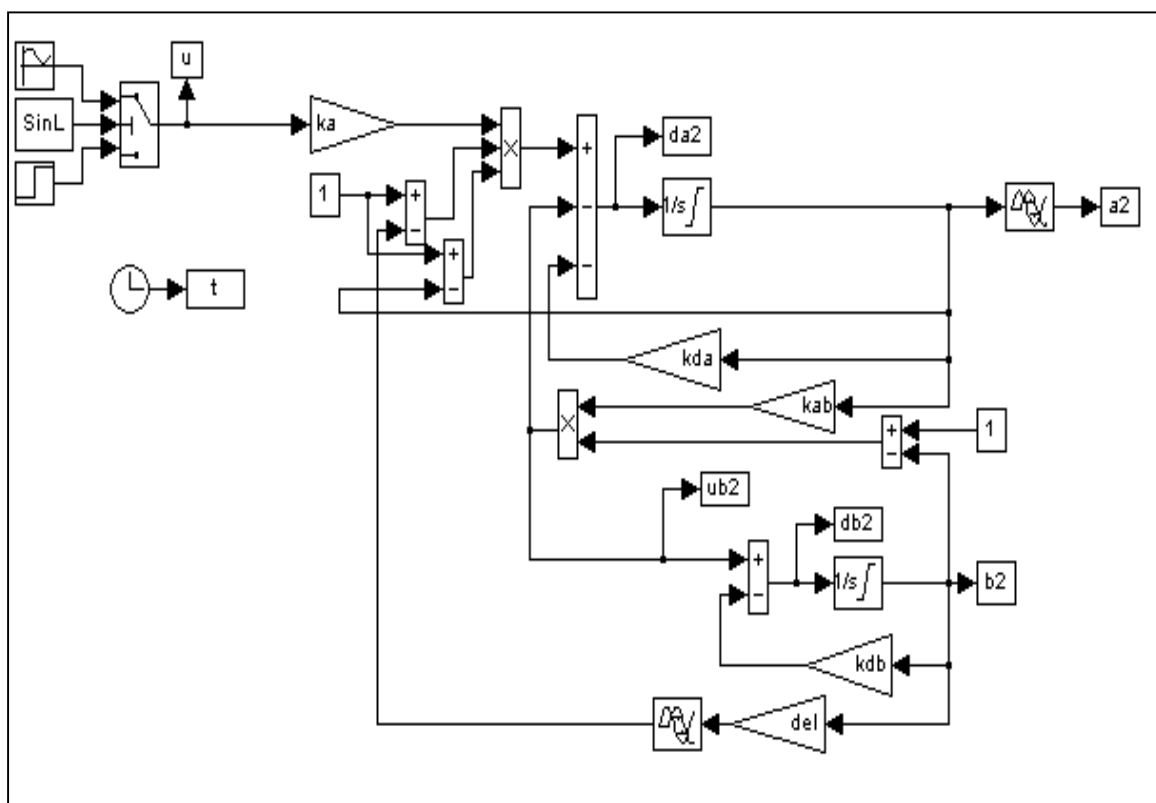 u
SinL
ka
X
+
−
−
da2
1/s
a2
1
+
−
+
−
t
kda
kab
X
+
−
1
ub2
db2
+
−
1/s
b2
kdb
del